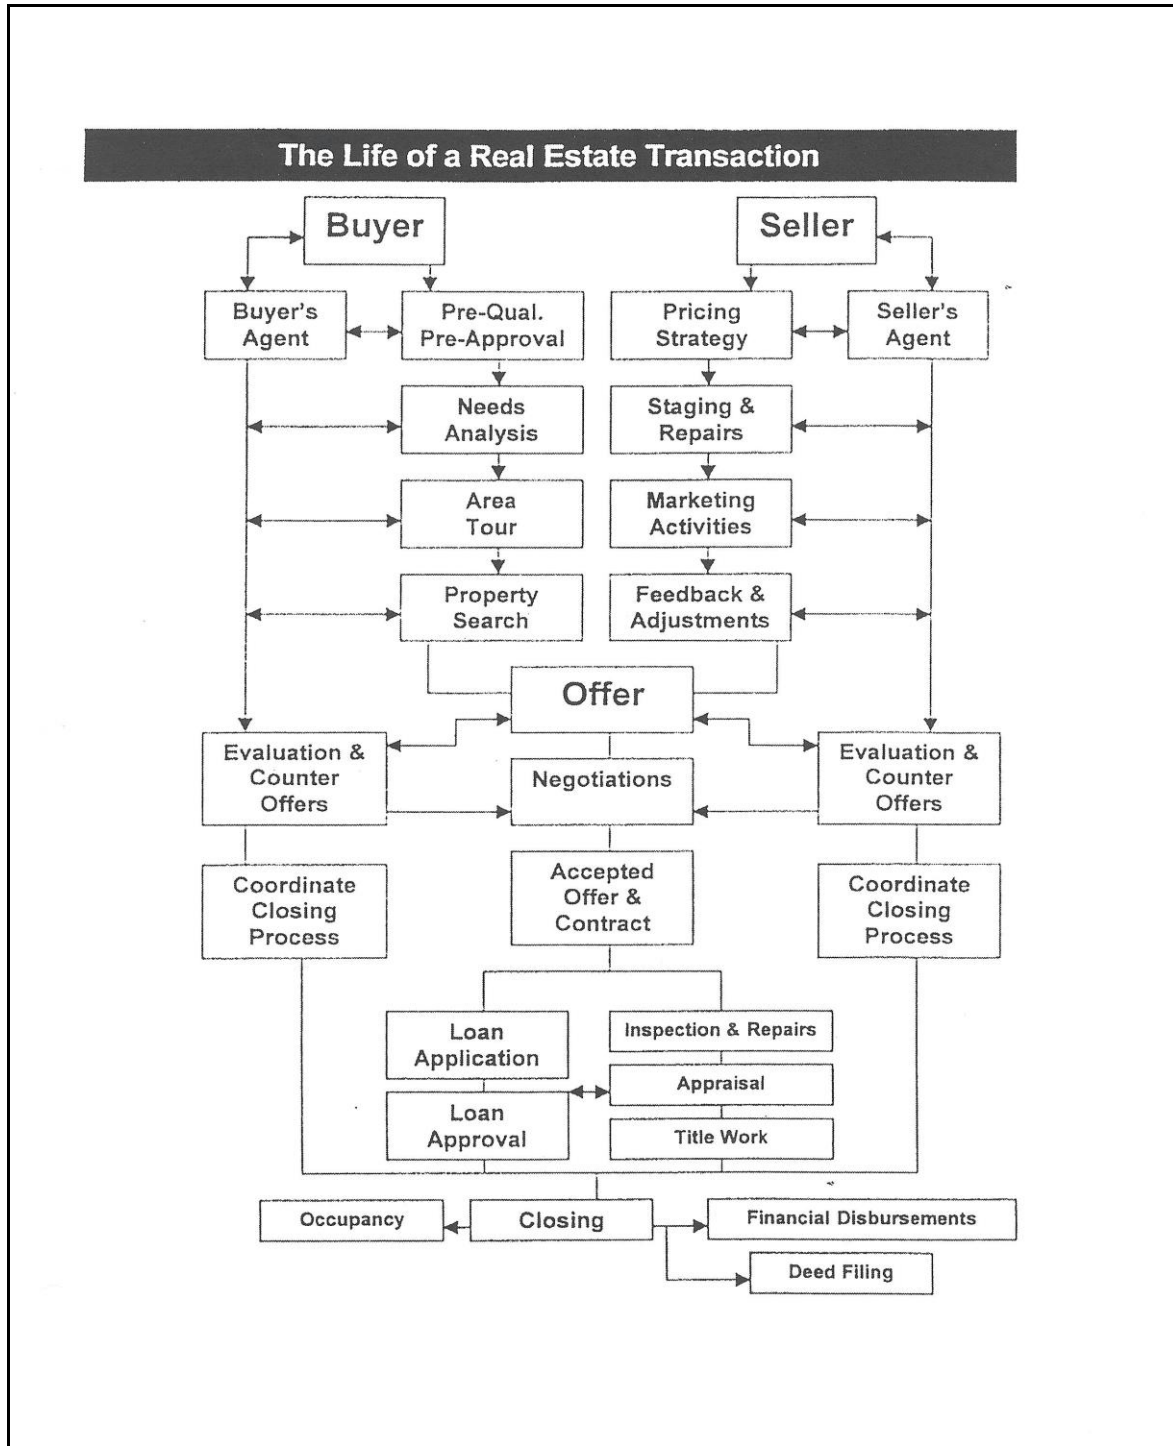 The Life of a Real Estate Transaction
Buyer
Seller
Buyer's
Agent
Pre-Qual.
Pre-Approval
Pricing
Strategy
Seller's
Agent
Needs
Analysis
Staging &
Repairs
Area
Tour
Marketing
Activities
Property
Search
Feedback &
Adjustments
Offer
Evaluation &
Counter
Offers
Negotiations
Evaluation &
Counter
Offers
Coordinate
Closing
Process
Accepted
Offer &
Contract
Coordinate
Closing
Process
Loan
Application
Inspection & Repairs
Appraisal
Loan
Approval
Title Work
Occupancy
Closing
Financial Disbursements
Deed Filing